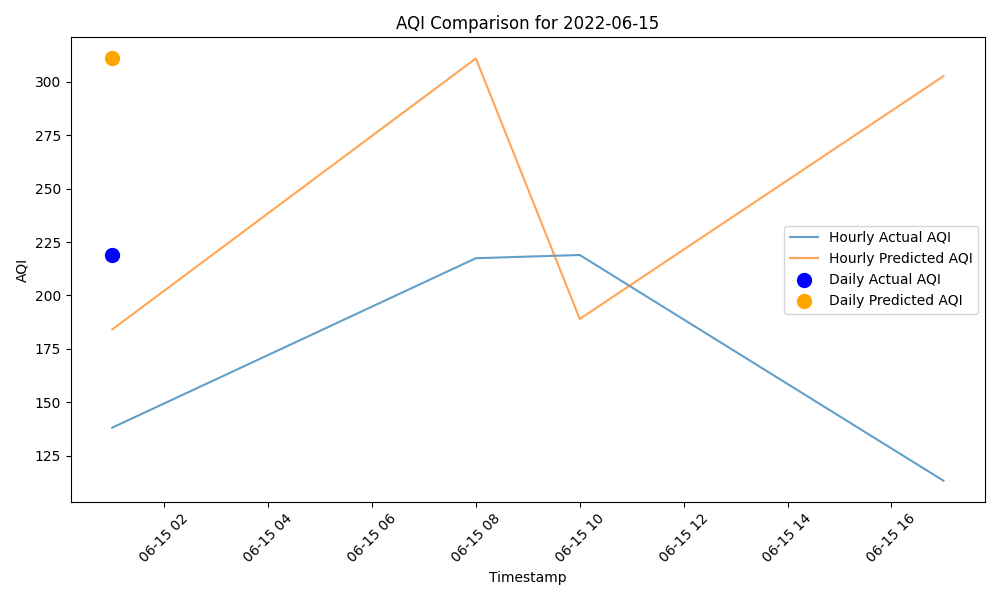 AQI Comparison for 2022-06-15
AQI
300
275
250
225
200
175
150
125
Hourly Actual AQI
Hourly Predicted AQI
Daily Actual AQI
Daily Predicted AQI
06-15 02
06-15 04
06-15 06
06-15 08
06-15 10
06-15 12
06-15 14
06-15 16
Timestamp